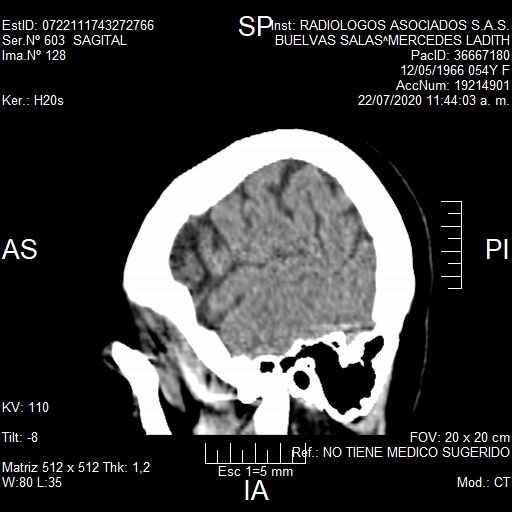 EstID: 0722111743272766
Ser.Nº 603 SAGITAL
Ima.Nº 128
Ker.: H20s
SP
Inst: RADIOLOGOS ASOCIADOS S.A.S.
BUELVAS SALAS^MERCEDES LADITH
PacID: 36667180
12/05/1966 054Y F
AccNum: 19214901
22/07/2020 11:44:03 a. m.
AS
PI
KV: 110
Tilt: -8
Matriz 512 x 512 Thk: 1,2
W:80 L:35
Esc 1=5 mm
IA
FOV: 20 x 20 cm
Ref.: NO TIENE MEDICO SUGERIDO
Mod.: CT